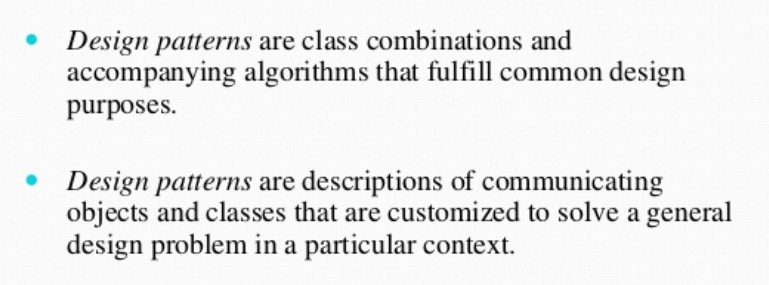 • Design patterns are class combinations and
accompanying algorithms that fulfill common design
purposes.
• Design patterns are descriptions of communicating
objects and classes that are customized to solve a general
design problem in a particular context.